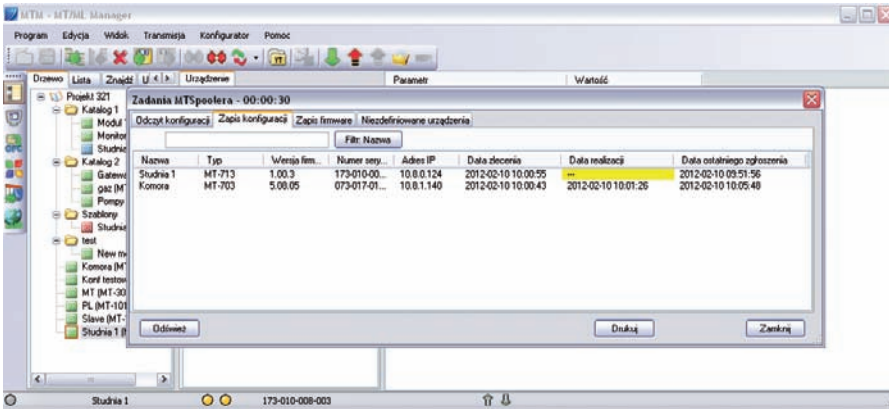 MTM - MT/ML Manager
Program Edycja Widok Transmisja Konfigurator Pomoc
Drzewo Lista Znajdź U Urządzenie Parametr Wartość
Projekt 321
Katalog 1
Moduł
Monitor
Studnie
Katalog 2
Gatewa
gaz (M
Pompy
Szablony
Studnie
test
New m
Komora (M
Konf testow
MT (MT-30
PL (MT-101
Slave (MT-
Studnia 1 (
Zadania MTSpoolera - 00:00:30
Odczyt konfiguracji Zapis konfiguracji Zapis firmware Niezdefiniowane urządzenia
Filtr: Nazwa
Nazwa Typ Wersja firm... Numer sery... Adres IP Data zlecenia Data realizacji Data ostatniego zgłoszenia
Studnia 1 MT-713 1.00.3 173-010-00... 10.8.0.124 2012-02-10 10:00:55 --- 2012-02-10 09:51:56
Komora MT-703 5.08.05 073-017-01... 10.8.1.140 2012-02-10 10:00:43 2012-02-10 10:01:26 2012-02-10 10:05:48
Odśwież Drukuj Zamknij
Studnia 1 173-010-008-003